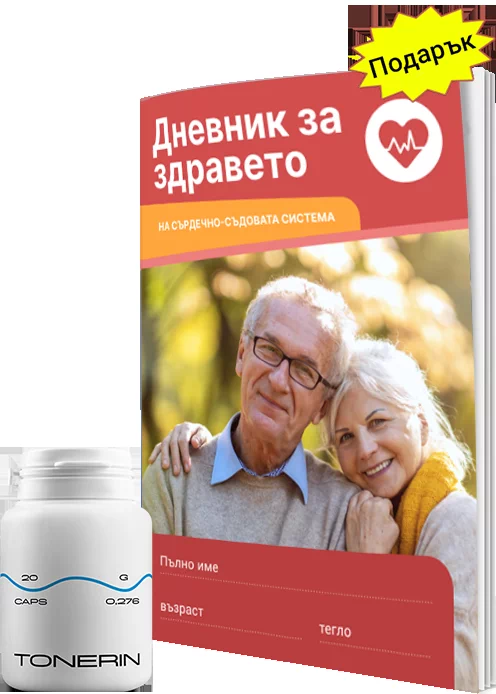 Подарък
Дневник за
здравето
НА СЪРДЕЧНО-СЪДОВАТА СИСТЕМА
Пълно име
възраст
тегло
20 G
CAPS 0,276
TONERIN